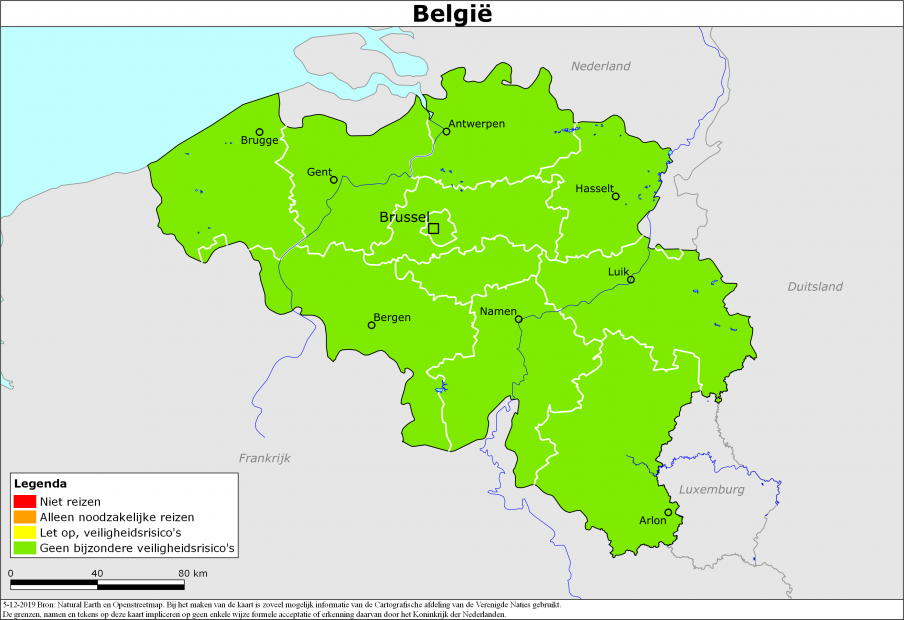 België
Nederland
Antwerpen
Brugge
Gent
Hasselt
Brussel
Luik
Duitsland
Namen
Bergen
Frankrijk
Luxemburg
Arlon
Legenda
Niet reizen
Alleen noodzakelijke reizen
Let op, veiligheidsrisico's
Geen bijzondere veiligheidsrisico's
0 40 80 km
5-12-2019 Bron: Natural Earth en Openstreetmap. Bij het maken van de kaart is zoveel mogelijk informatie van de Cartografische afdeling van de Verenigde Naties gebruikt.
De grenzen, namen en tekens op deze kaart impliceren op geen enkele wijze formele acceptatie of erkenning daarvan door het Koninkrijk der Nederlanden.